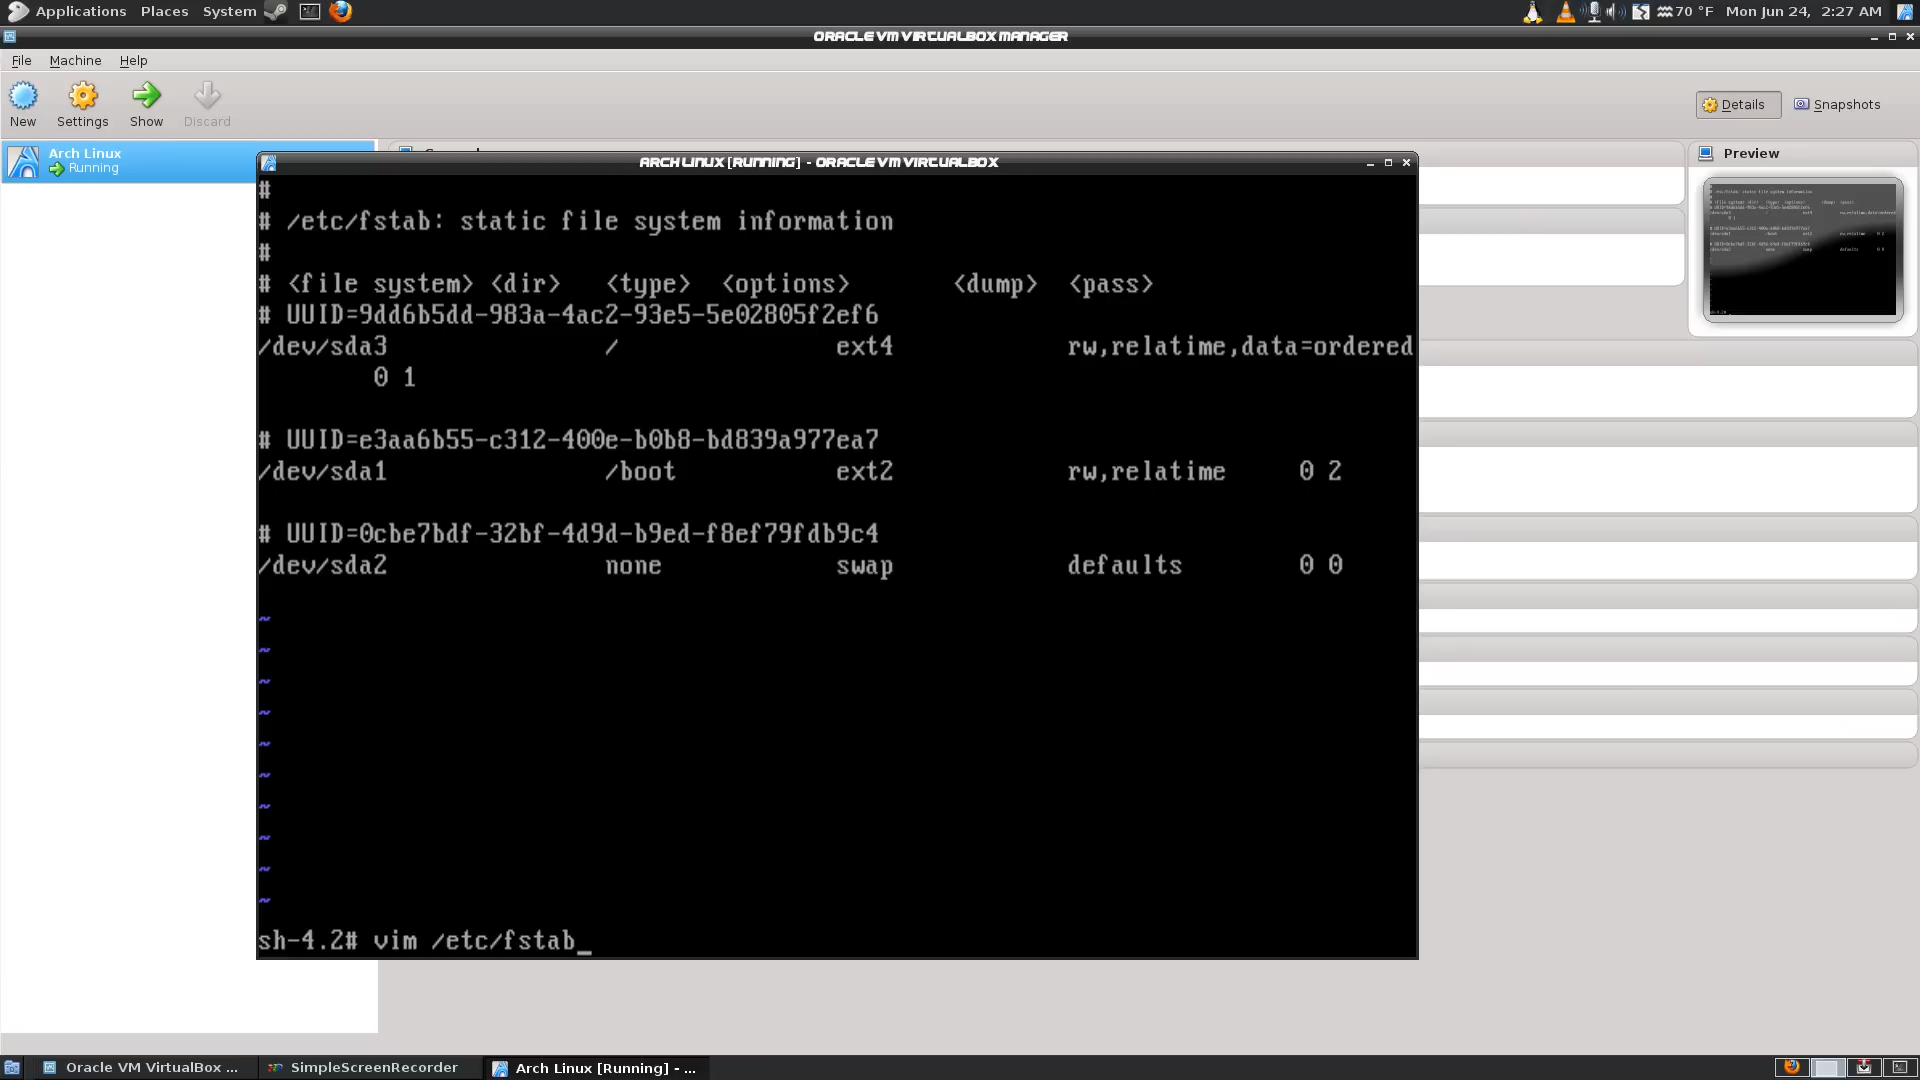 Applications Places System
70 °F Mon Jun 24, 2:27 AM
ORACLE VM VIRTUALBOX MANAGER
File Machine Help
New Settings Show Discard
Details Snapshots
Arch Linux
Running
Preview
ARCH LINUX [RUNNING] - ORACLE VM VIRTUALBOX
#
# /etc/fstab: static file system information
#
# <file system> <dir> <type> <options> <dump> <pass>
# UUID=9dd6b5dd-983a-4ac2-93e5-5e02805f2ef6
/dev/sda3 / ext4 rw,relatime,data=ordered
0 1
# UUID=e3aa6b55-c312-400e-b0b8-bd839a977ea7
/dev/sda1 /boot ext2 rw,relatime 0 2
# UUID=0cbe7bdf-32bf-4d9d-b9ed-f8ef79fdb9c4
/dev/sda2 none swap defaults 0 0
~
~
~
~
~
~
~
~
~
~
sh-4.2# vim /etc/fstab_
Oracle VM VirtualBox ... SimpleScreenRecorder Arch Linux [Running] - ...